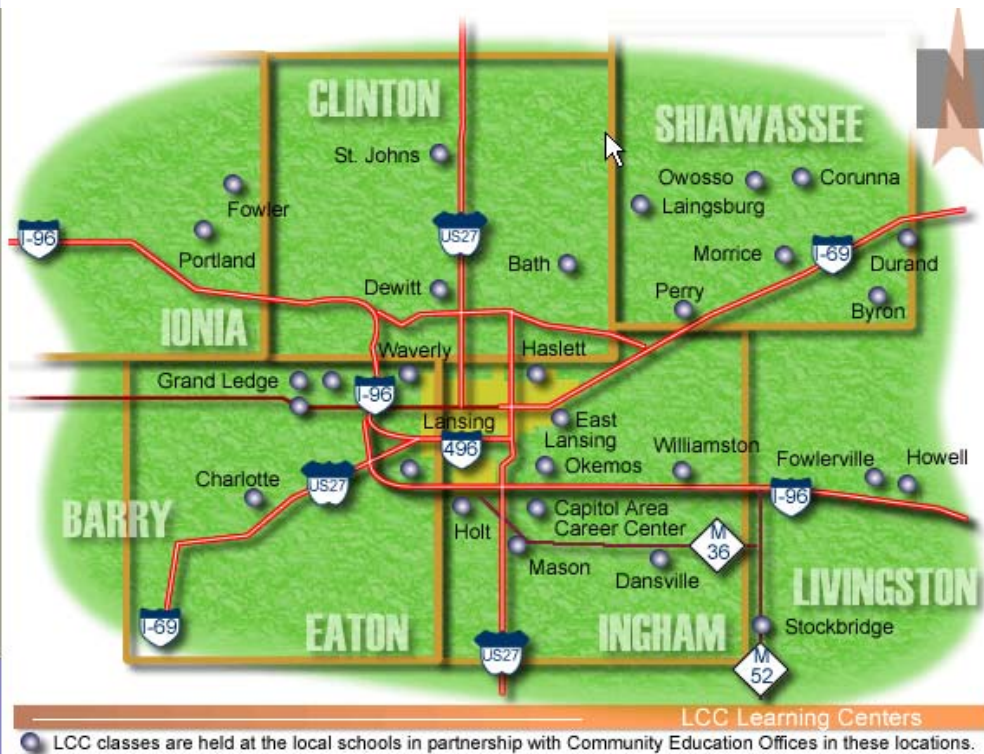 CLINTON
SHIAWASSEE
St. Johns
Owosso
Corunna
Fowler
Laingsburg
I-96
US27
Portland
Morrice
I-69
Durand
Bath
Dewitt
Perry
Byron
IONIA
Waverly
Haslett
Grand Ledge
I-96
Lansing
East
Lansing
496
Williamston
Okemos
Fowlerville
Howell
Charlotte
US27
I-96
BARRY
Holt
Capitol Area
Career Center
M
36
Mason
Dansville
LIVINGSTON
I-69
EATON
INGHAM
Stockbridge
US27
M
52
LCC Learning Centers
LCC classes are held at the local schools in partnership with Community Education Offices in these locations.